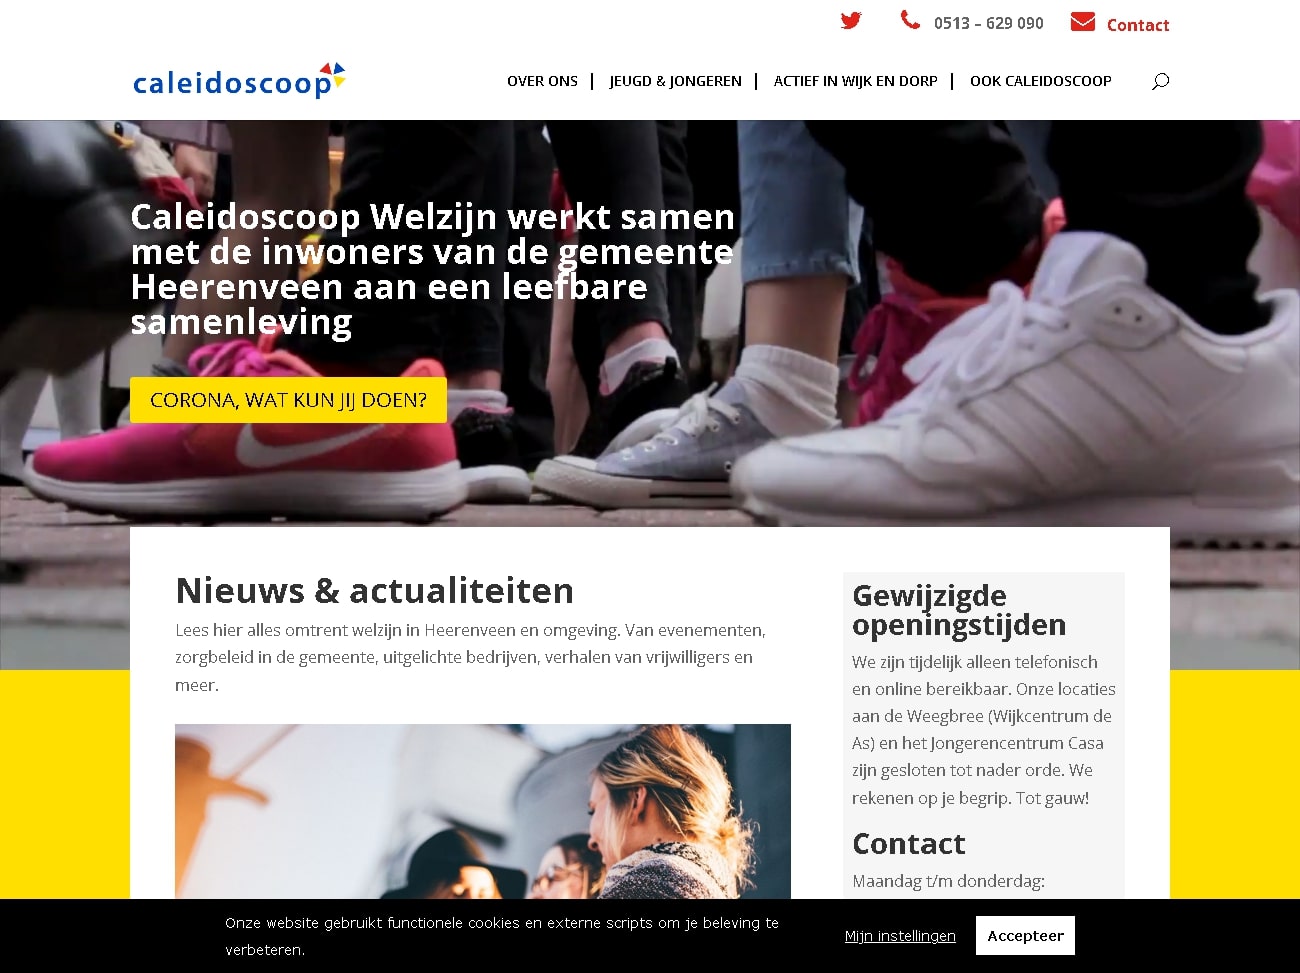 0513 – 629 090
Contact
caleidoscoop
OVER ONS
JEUGD & JONGEREN
ACTIEF IN WIJK EN DORP
OOK CALEIDOSCOOP
Caleidoscoop Welzijn werkt samen
met de inwoners van de gemeente
Heerenveen aan een leefbare
samenleving
CORONA, WAT KUN JIJ DOEN?
Nieuws & actualiteiten
Lees hier alles omtrent welzijn in Heerenveen en omgeving. Van evenementen,
zorgbeleid in de gemeente, uitgelichte bedrijven, verhalen van vrijwilligers en
meer.
Gewijzigde
openingstijden
We zijn tijdelijk alleen telefonisch
en online bereikbaar. Onze locaties
aan de Weegbree (Wijkcentrum de
As) en het Jongerencentrum Casa
zijn gesloten tot nader orde. We
rekenen op je begrip. Tot gauw!
Contact
Maandag t/m donderdag:
Onze website gebruikt functionele cookies en externe scripts om je beleving te
verbeteren.
Mijn instellingen
Accepteer